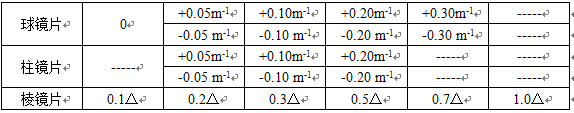 球镜片 0 +0.05m-1 +0.10m-1 +0.20m-1 +0.30m-1 -----
-0.05 m-1 -0.10 m-1 -0.20 m-1 -0.30 m-1 -----
柱镜片 ----- +0.05m-1 +0.10m-1 +0.20m-1 ----- -----
-0.05 m-1 -0.10 m-1 -0.20 m-1 ----- -----
棱镜片 0.1△ 0.2△ 0.3△ 0.5△ 0.7△ 1.0△